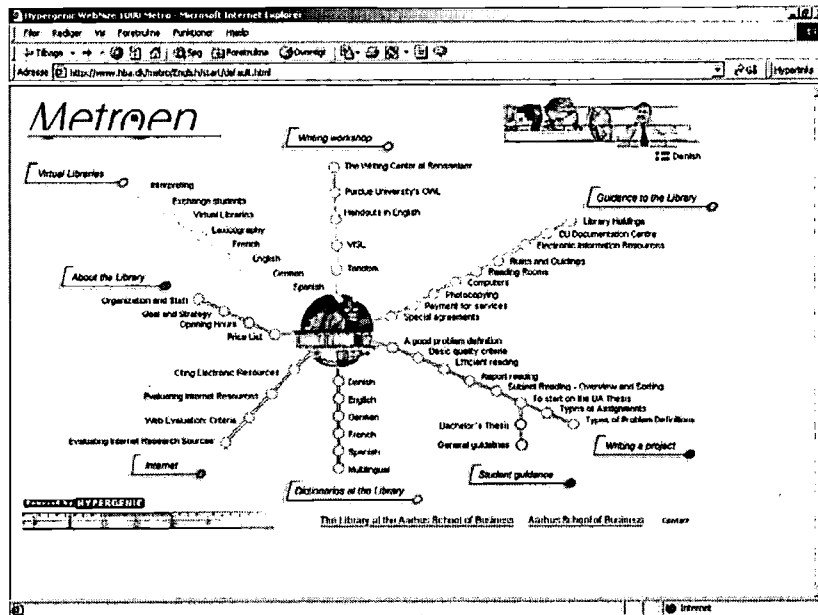 Hypergenic WebNize 1000 Metro - Microsoft Internet Explorer
Filer Rediger Vis Foretrukne Funktioner Hjælp
Tilbage Søg Foretrukne Oversigt
Adresse http://www.hba.dk/metro/English/start/default.html Gå Hyperlinks
Metroen
Danish
Writing workshop
The Writing Center at Rensselaer
Purdue University's OWL
Handouts in English
VISL
Tandom
Virtual Libraries
Interpreting
Exchange students
Virtual Libraries
Lexicography
French
English
German
Spanish
Guidance to the Library
Library Holdings
EU Documentation Centre
Electronic Information Resources
Rules and Guidlines
Reading Rooms
Computers
Photocopying
Payment for services
Special agreements
About the Library
Organization and Staff
Goal and Strategy
Opening Hours
Price List
A good problem definition
Basic quality criteria
Efficient reading
Report reading
Subject Reading - Overview and Sorting
To start on the BA Thesis
Types of Assignments
Types of Problem Definitions
Bachelor's Thesis
General guidelines
Writing a project
Student guidance
Citing Electronic Resources
Evaluating Internet Resources
Web Evaluation: Criteria
Evaluating Internet Research Sources
Internet
Danish
English
German
French
Spanish
Multilingual
Dictionaries at the Library
Powered by HYPERGENIC
The Library at the Aarhus School of Business Aarhus School of Business Contact
Internet